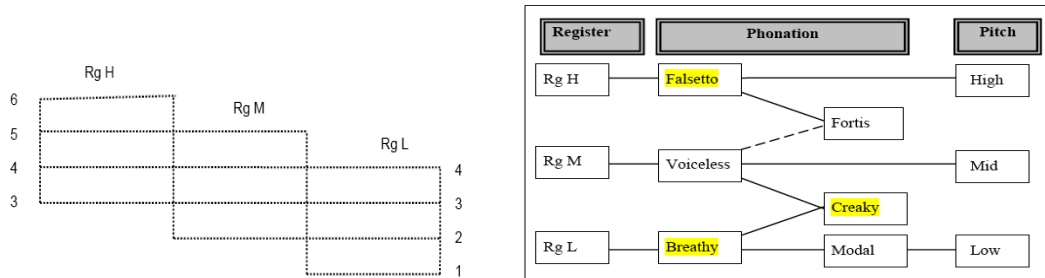 Rg H
6
Rg M
5
Rg L
4
4
3
3
2
1
Register Phonation Pitch
Rg H Falsetto High
Fortis
Rg M Voiceless Mid
Creaky
Rg L Breathy Modal Low